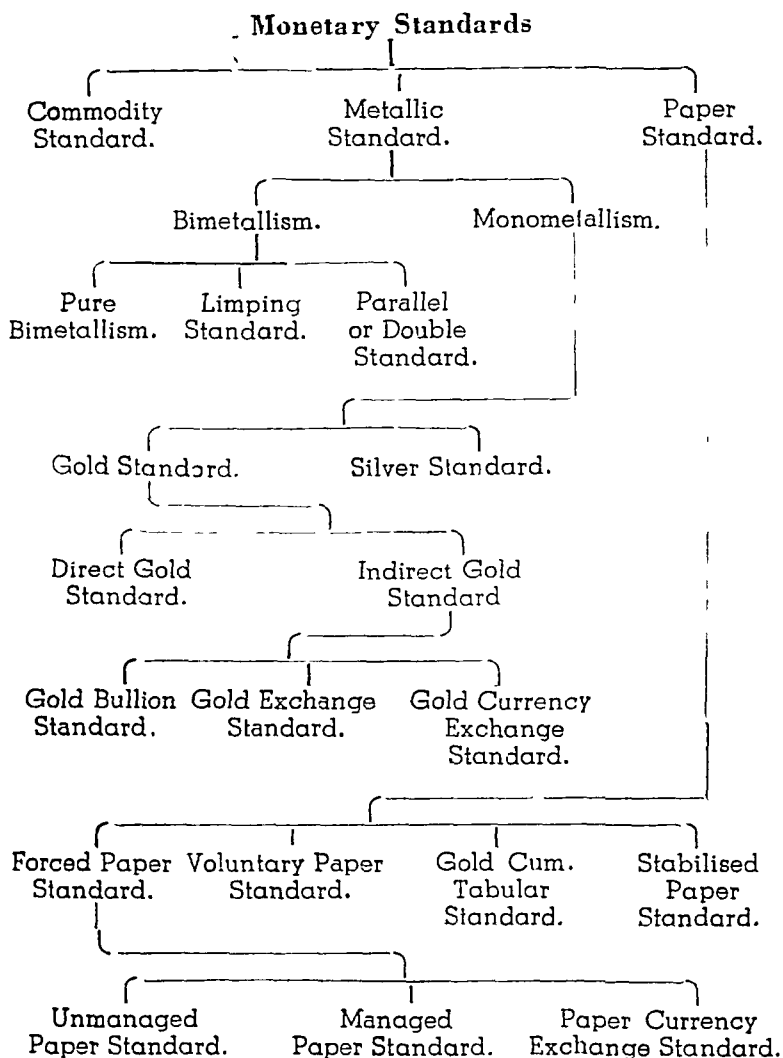 Monetary Standards
Commodity Metallic Paper
Standard. Standard. Standard.
Bimetallism. Monometallism.
Pure Limping Parallel
Bimetallism. Standard. or Double
Standard.
Gold Standard. Silver Standard.
Direct Gold Indirect Gold
Standard. Standard
Gold Bullion Gold Exchange Gold Currency
Standard. Standard. Exchange
Standard.
Forced Paper Voluntary Paper Gold Cum. Stabilised
Standard. Standard. Tabular Paper
Standard. Standard.
Unmanaged Managed Paper Currency
Paper Standard. Paper Standard. Exchange Standard.